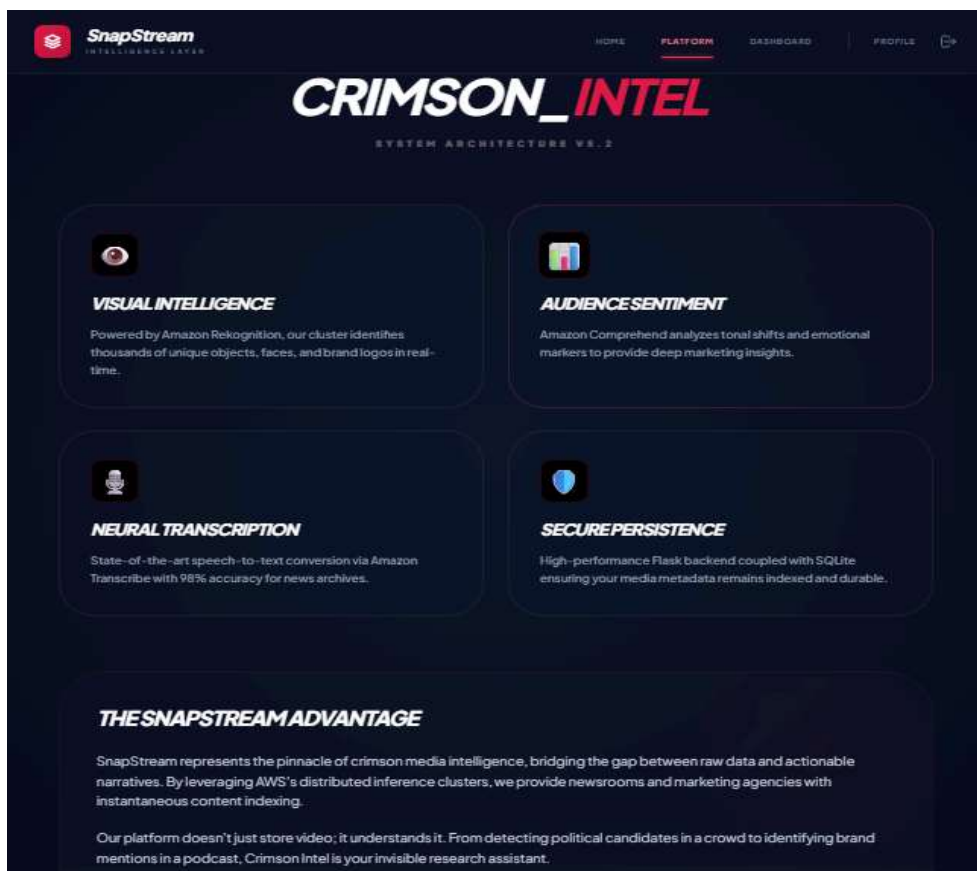 SnapStream
INTELLIGENCE LAYER
HOME PLATFORM DASHBOARD PROFILE
CRIMSON_INTEL
SYSTEM ARCHITECTURE V5.2
VISUAL INTELLIGENCE
Powered by Amazon Rekognition, our cluster identifies
thousands of unique objects, faces, and brand logos in real-
time.
AUDIENCE SENTIMENT
Amazon Comprehend analyzes tonal shifts and emotional
markers to provide deep marketing insights.
NEURAL TRANSCRIPTION
State-of-the-art speech-to-text conversion via Amazon
Transcribe with 98% accuracy for news archives.
SECURE PERSISTENCE
High-performance Flask backend coupled with SQLite
ensuring your media metadata remains indexed and durable.
THE SNAPSTREAM ADVANTAGE
SnapStream represents the pinnacle of crimson media intelligence, bridging the gap between raw data and actionable
narratives. By leveraging AWS's distributed inference clusters, we provide newsrooms and marketing agencies with
instantaneous content indexing.
Our platform doesn't just store video; it understands it. From detecting political candidates in a crowd to identifying brand
mentions in a podcast, Crimson Intel is your invisible research assistant.